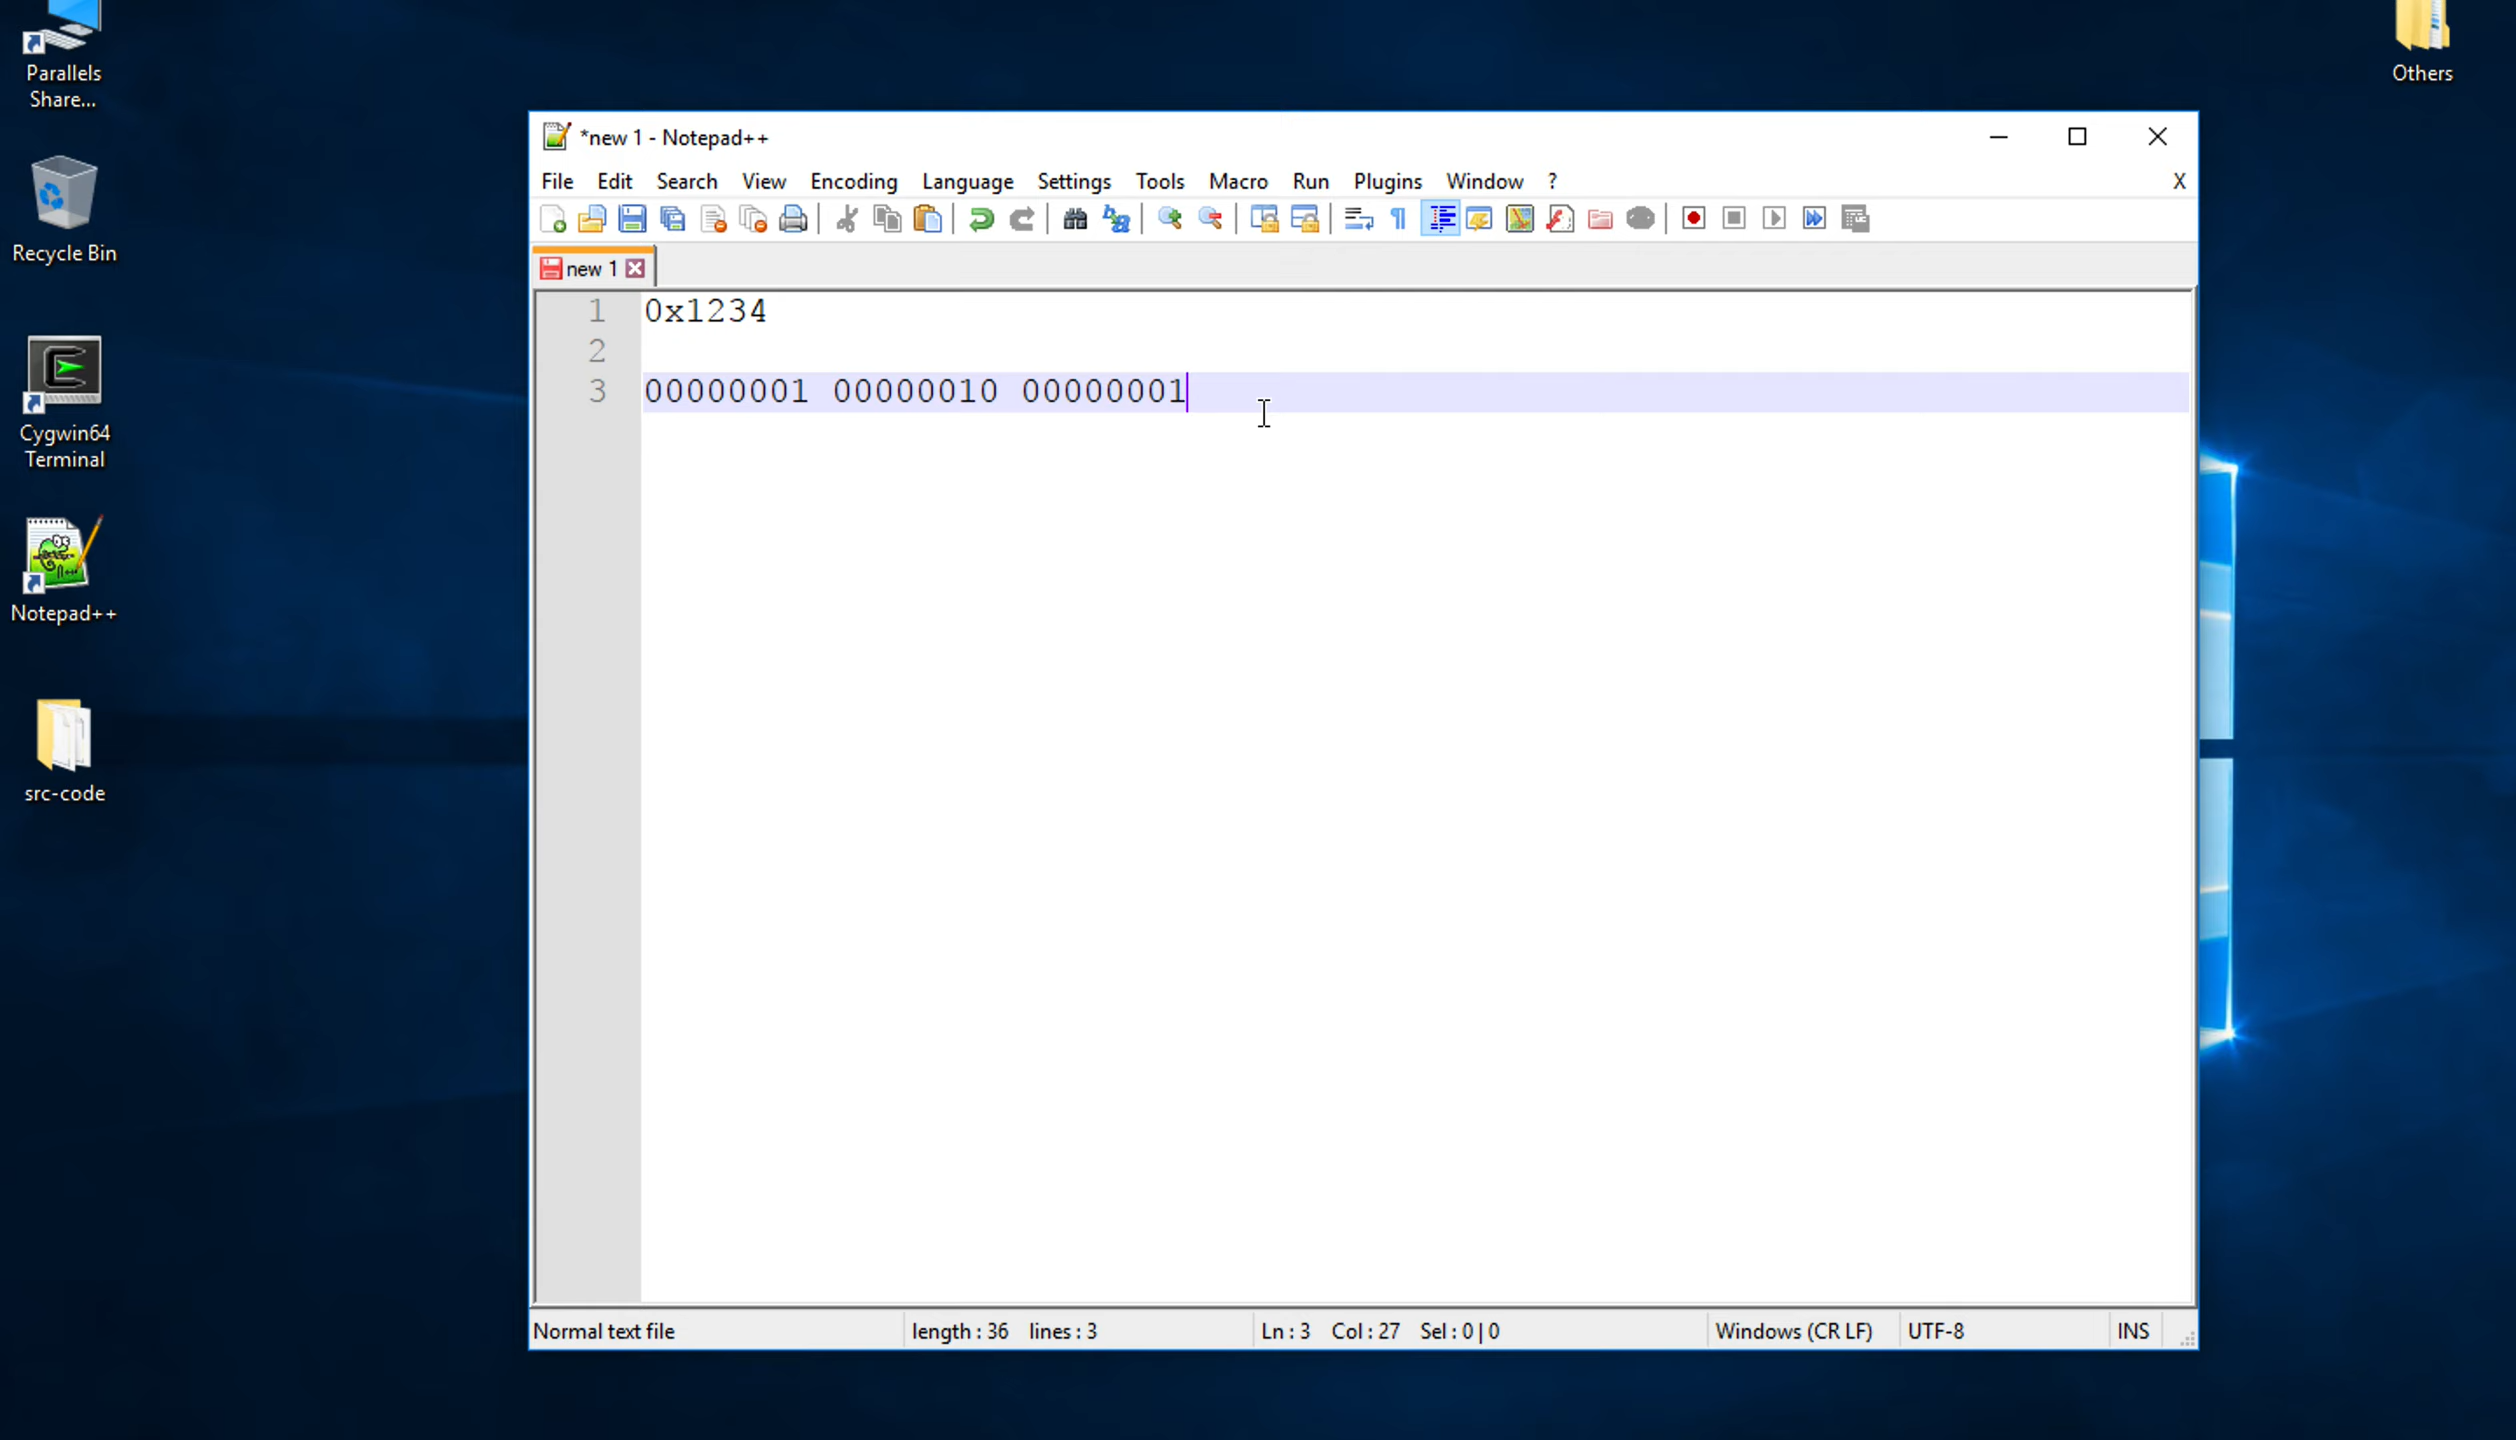 Parallels
Share...
Recycle Bin
Cygwin64
Terminal
Notepad++
src-code
Others
*new 1 - Notepad++
File Edit Search View Encoding Language Settings Tools Macro Run Plugins Window ? X
new 1
1 0x1234
2
3 00000001 00000010 00000001
Normal text file length : 36 lines : 3 Ln : 3 Col : 27 Sel : 0 | 0 Windows (CR LF) UTF-8 INS